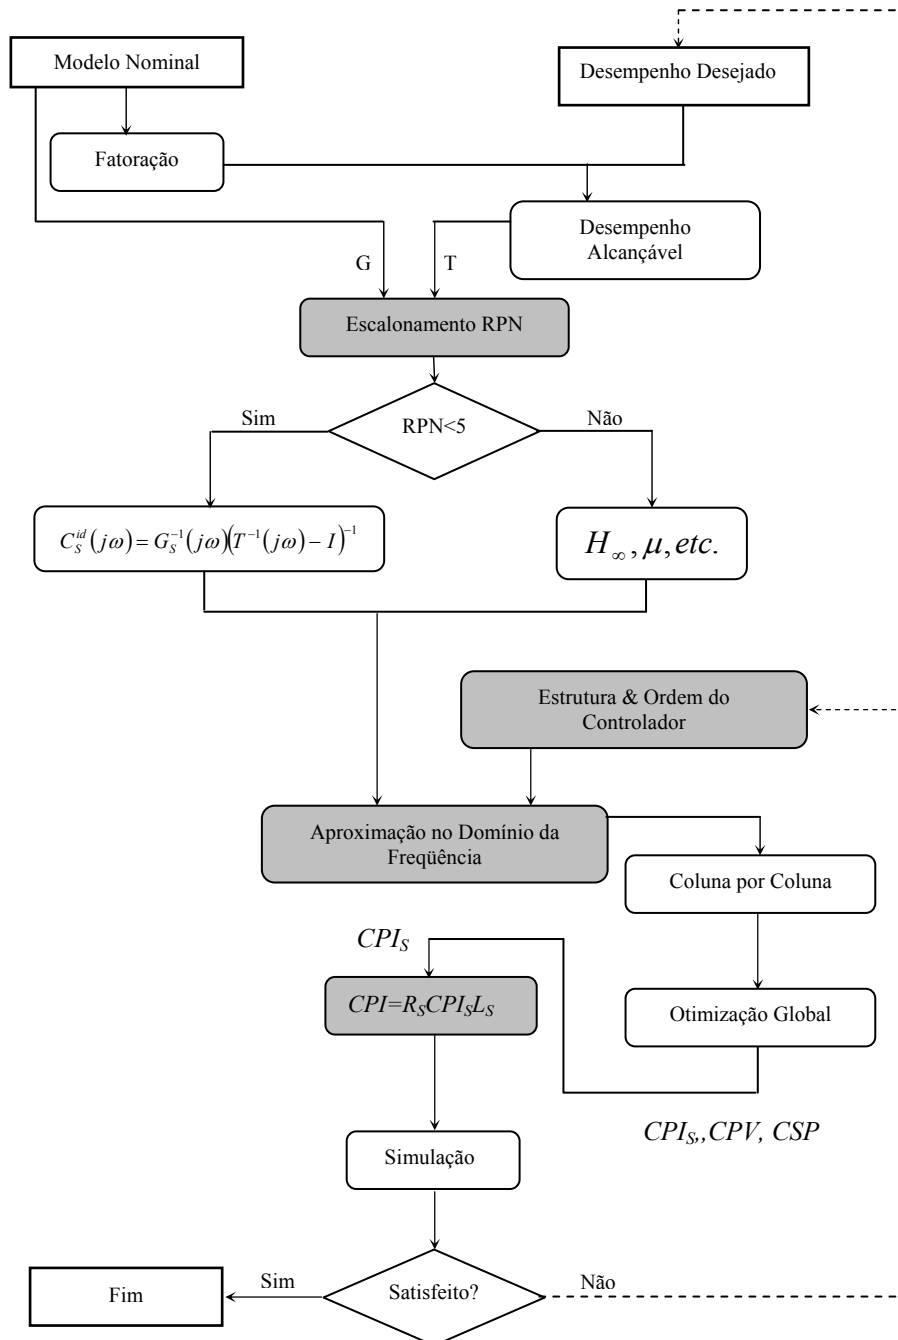 Modelo Nominal
Desempenho Desejado
Fatoração
Desempenho
Alcançável
G
T
Escalonamento RPN
Sim
RPN<5
Não
C_S^{id}(jω) = G_S^{-1}(jω)(T^{-1}(jω) − I)^{-1}
H_∞, μ, etc.
Estrutura & Ordem do
Controlador
Aproximação no Domínio da
Freqüência
Coluna por Coluna
CPI_S
CPI=R_SCPI_SL_S
Otimização Global
CPI_S,,CPV, CSP
Simulação
Fim
Sim
Satisfeito?
Não